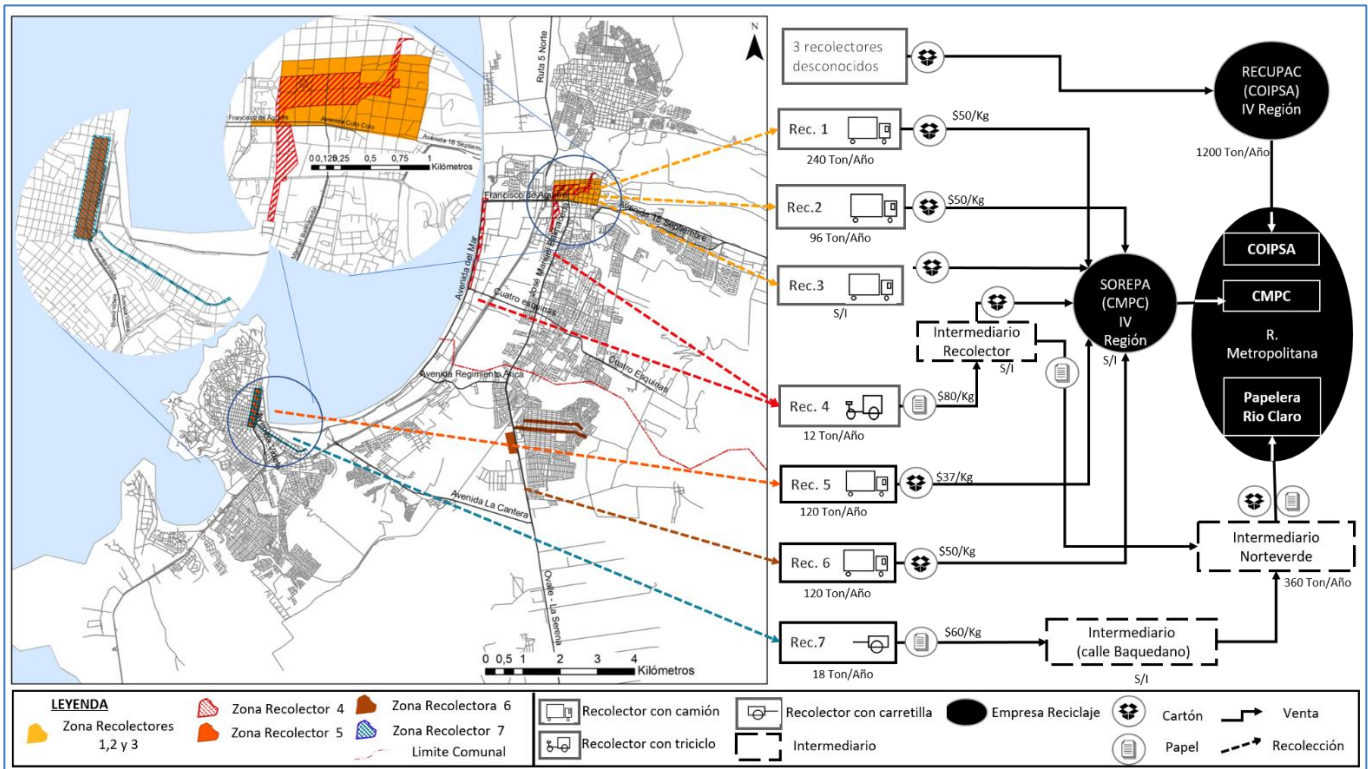 N
Ruta 5 Norte
Francisco de Aguirre
Avenida Colo Colo
Avenida 18 Septiem
0 0,125 0,25 0,5 0,75 1
Kilómetros
Francisco de Aguirre
Avenida 18 Septiembre
Avenida del Mar
Cuatro esquinas
Cuatro Esquinas
Avenida Regimiento Arica
Avenida La Cantera
Ovalle - La Serena
0 0,5 1 2 3 4
Kilómetros
3 recolectores
desconocidos
Rec. 1
$50/Kg
240 Ton/Año
Rec.2
$50/Kg
96 Ton/Año
Rec.3
S/I
Intermediario
Recolector
S/I
Rec. 4
$80/Kg
12 Ton/Año
Rec. 5
$37/Kg
120 Ton/Año
Rec. 6
$50/Kg
120 Ton/Año
Rec.7
$60/Kg
18 Ton/Año
Intermediario
(calle Baquedano)
S/I
RECUPAC
(COIPSA)
IV Región
1200 Ton/Año
SOREPA
(CMPC)
IV
Región
S/I
COIPSA
CMPC
R.
Metropolitana
Papelera
Rio Claro
Intermediario
Norteverde
360 Ton/Año
LEYENDA
Zona Recolectores
1,2 y 3
Zona Recolector 4
Zona Recolector 5
Zona Recolectora 6
Zona Recolector 7
Limite Comunal
Recolector con camión
Recolector con triciclo
Recolector con carretilla
Intermediario
Empresa Reciclaje
Cartón
Papel
Venta
Recolección